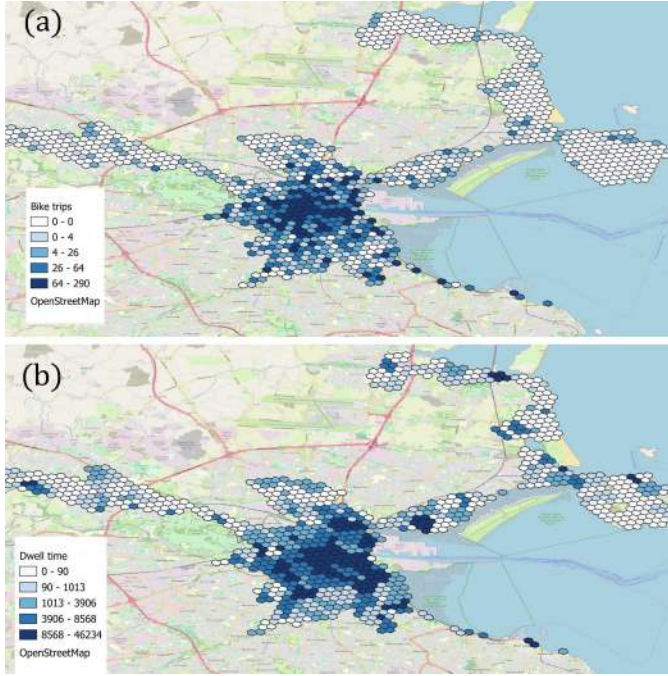 (a)
Bike trips
0 - 0
0 - 4
4 - 26
26 - 64
64 - 290
OpenStreetMap
(b)
Dwell time
0 - 90
90 - 1013
1013 - 3906
3906 - 8568
8568 - 46234
OpenStreetMap